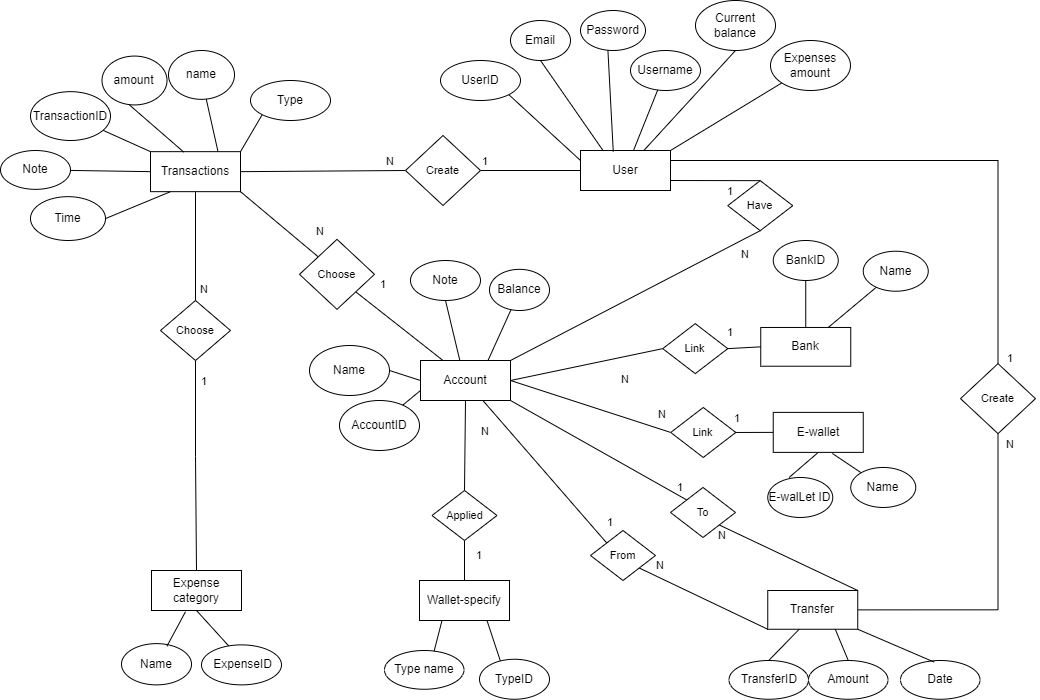 Current
balance
Password
Email
Expenses
amount
Username
UserID
name
amount
Type
TransactionID
Note
Transactions
N
Create
1
User
Time
1
Have
N
N
Choose
1
Note
Balance
BankID
Name
N
Choose
1
Name
Account
AccountID
N
Link
1
Bank
N
Link
1
E-wallet
E-walLet ID
Name
1
Create
N
N
Applied
1
1
To
N
1
From
N
Expense
category
Name
ExpenseID
Wallet-specify
Type name
TypeID
Transfer
TransferID
Amount
Date